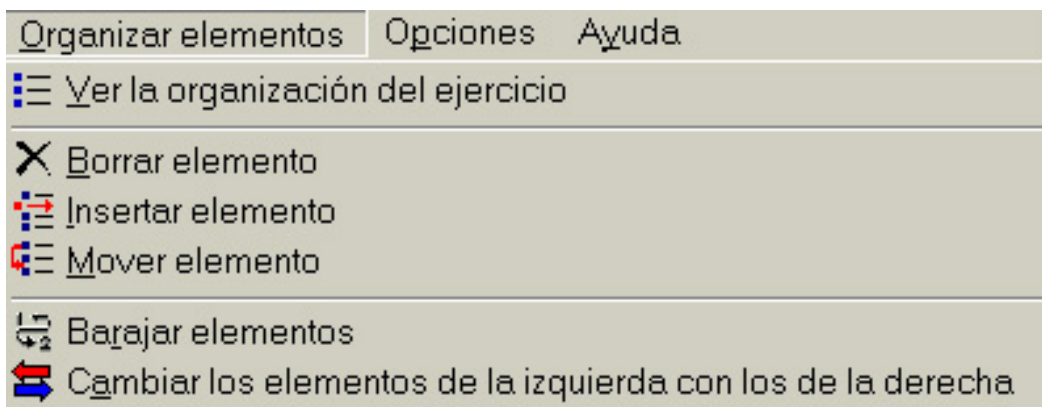 Organizar elementos Opciones Ayuda
Ver la organización del ejercicio
Borrar elemento
Insertar elemento
Mover elemento
Barajar elementos
Cambiar los elementos de la izquierda con los de la derecha